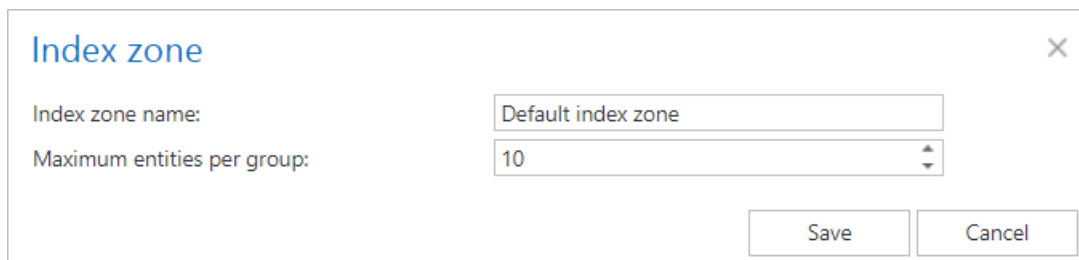 Index zone
Index zone name: Default index zone
Maximum entities per group: 10
Save Cancel